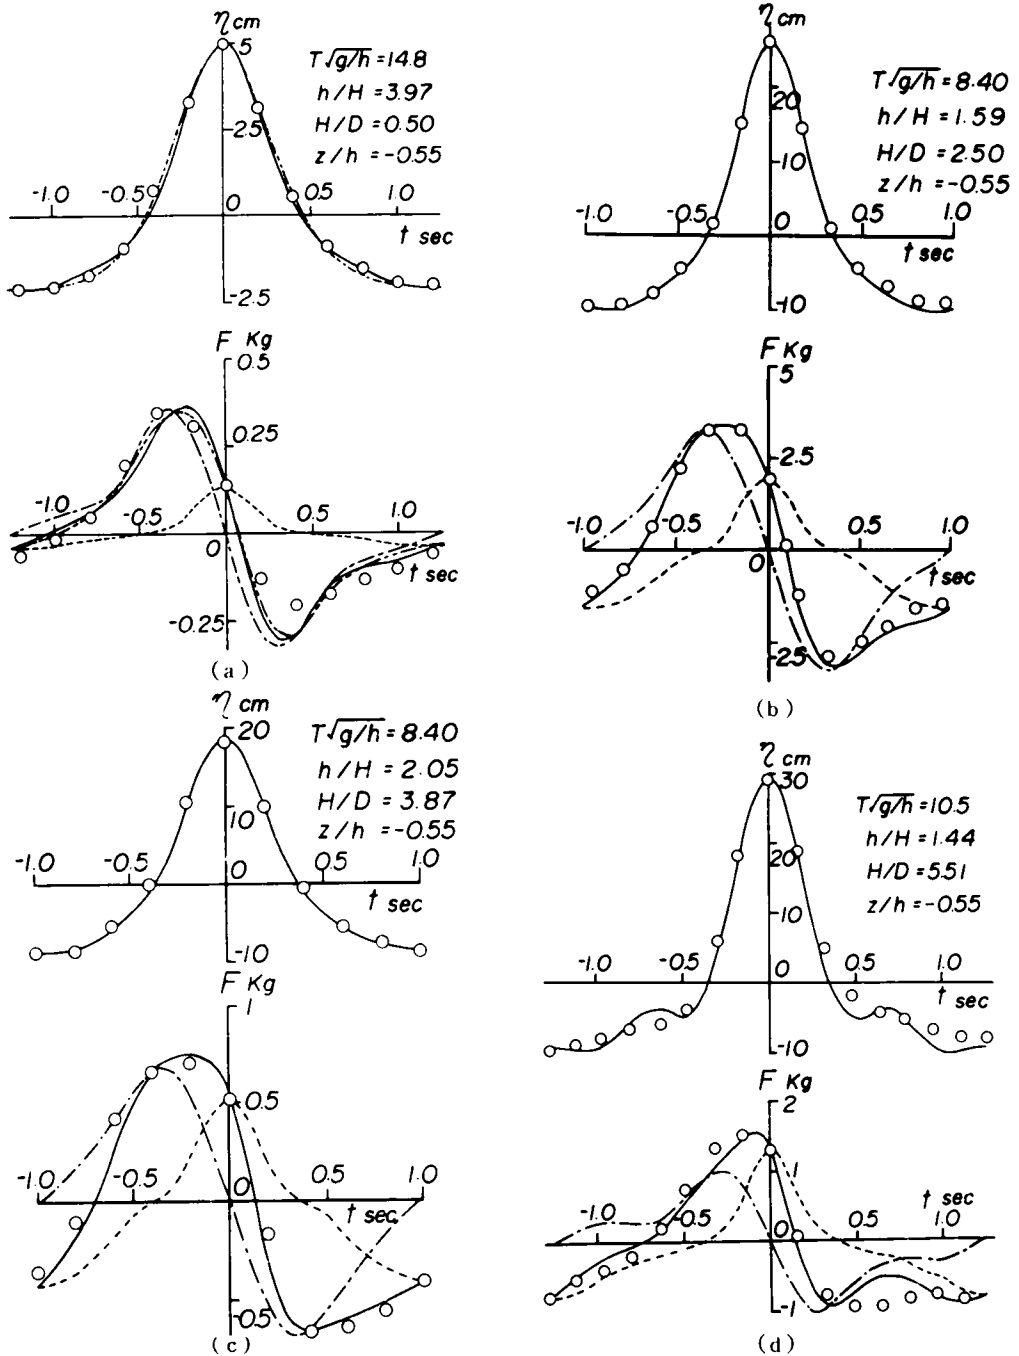 η cm
5
T√g/h = 14.8
h/H = 3.97
2.5
H/D = 0.50
z/h = -0.55
-1.0 -0.5 0 0.5 1.0
t sec
-2.5
F Kg
0.5
0.25
-1.0 -0.5 0 0.5 1.0
t sec
-0.25
(a)
η cm
20
T√g/h = 8.40
h/H = 1.59
10
H/D = 2.50
z/h = -0.55
-1.0 -0.5 0 0.5 1.0
t sec
-10
F Kg
5
2.5
-1.0 -0.5 0 0.5 1.0
t sec
-2.5
(b)
η cm
20
T√g/h = 8.40
h/H = 2.05
10
H/D = 3.87
z/h = -0.55
-1.0 -0.5 0 0.5 1.0
t sec
-10
F Kg
1
0.5
-1.0 -0.5 0 0.5 1.0
t sec
-0.5
(c)
η cm
30
T√g/h = 10.5
h/H = 1.44
20
H/D = 5.51
z/h = -0.55
10
-1.0 -0.5 0 0.5 1.0
t sec
-10
F Kg
2
1
t sec
-1.0 -0.5 0 0.5 1.0
-1
(d)